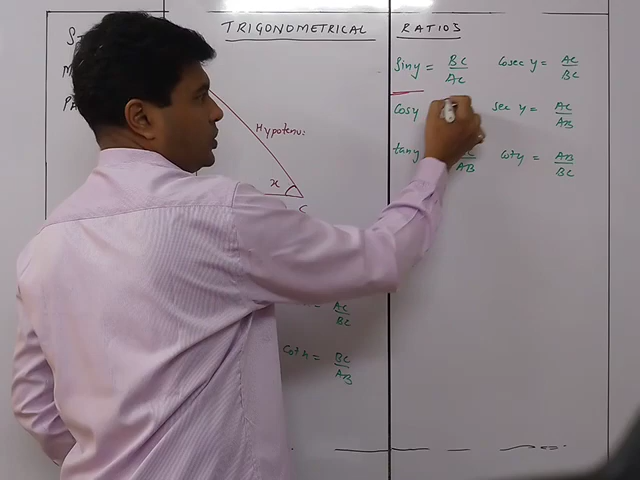 TRIGONOMETRICAL RATIOS
Hypotenu
x
C
Siny = BC/AC Cosec y = AC/BC
Cosy sec y = AC/AB
tany AB cot y = AB/BC
= AC/BC
Cot x = BC/AB